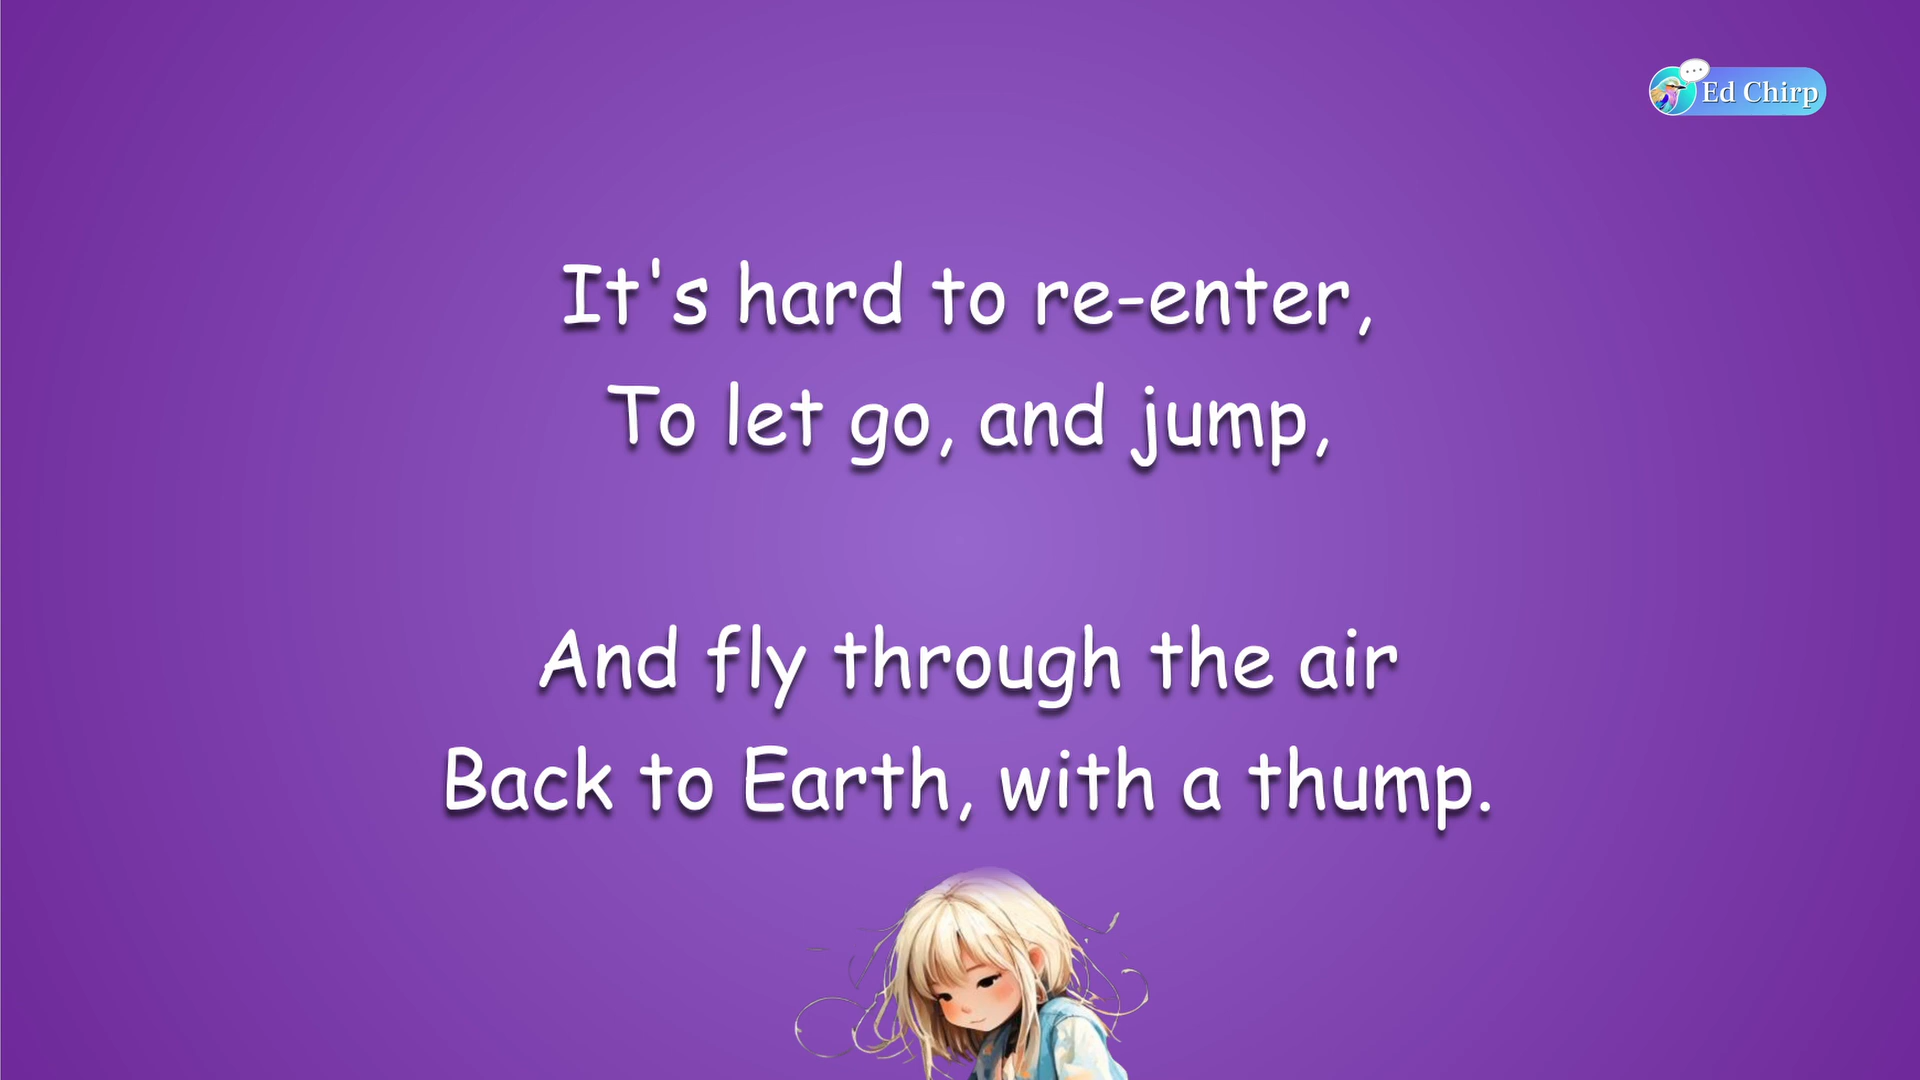 Ed Chirp
It's hard to re-enter,
To let go, and jump,
And fly through the air
Back to Earth, with a thump.